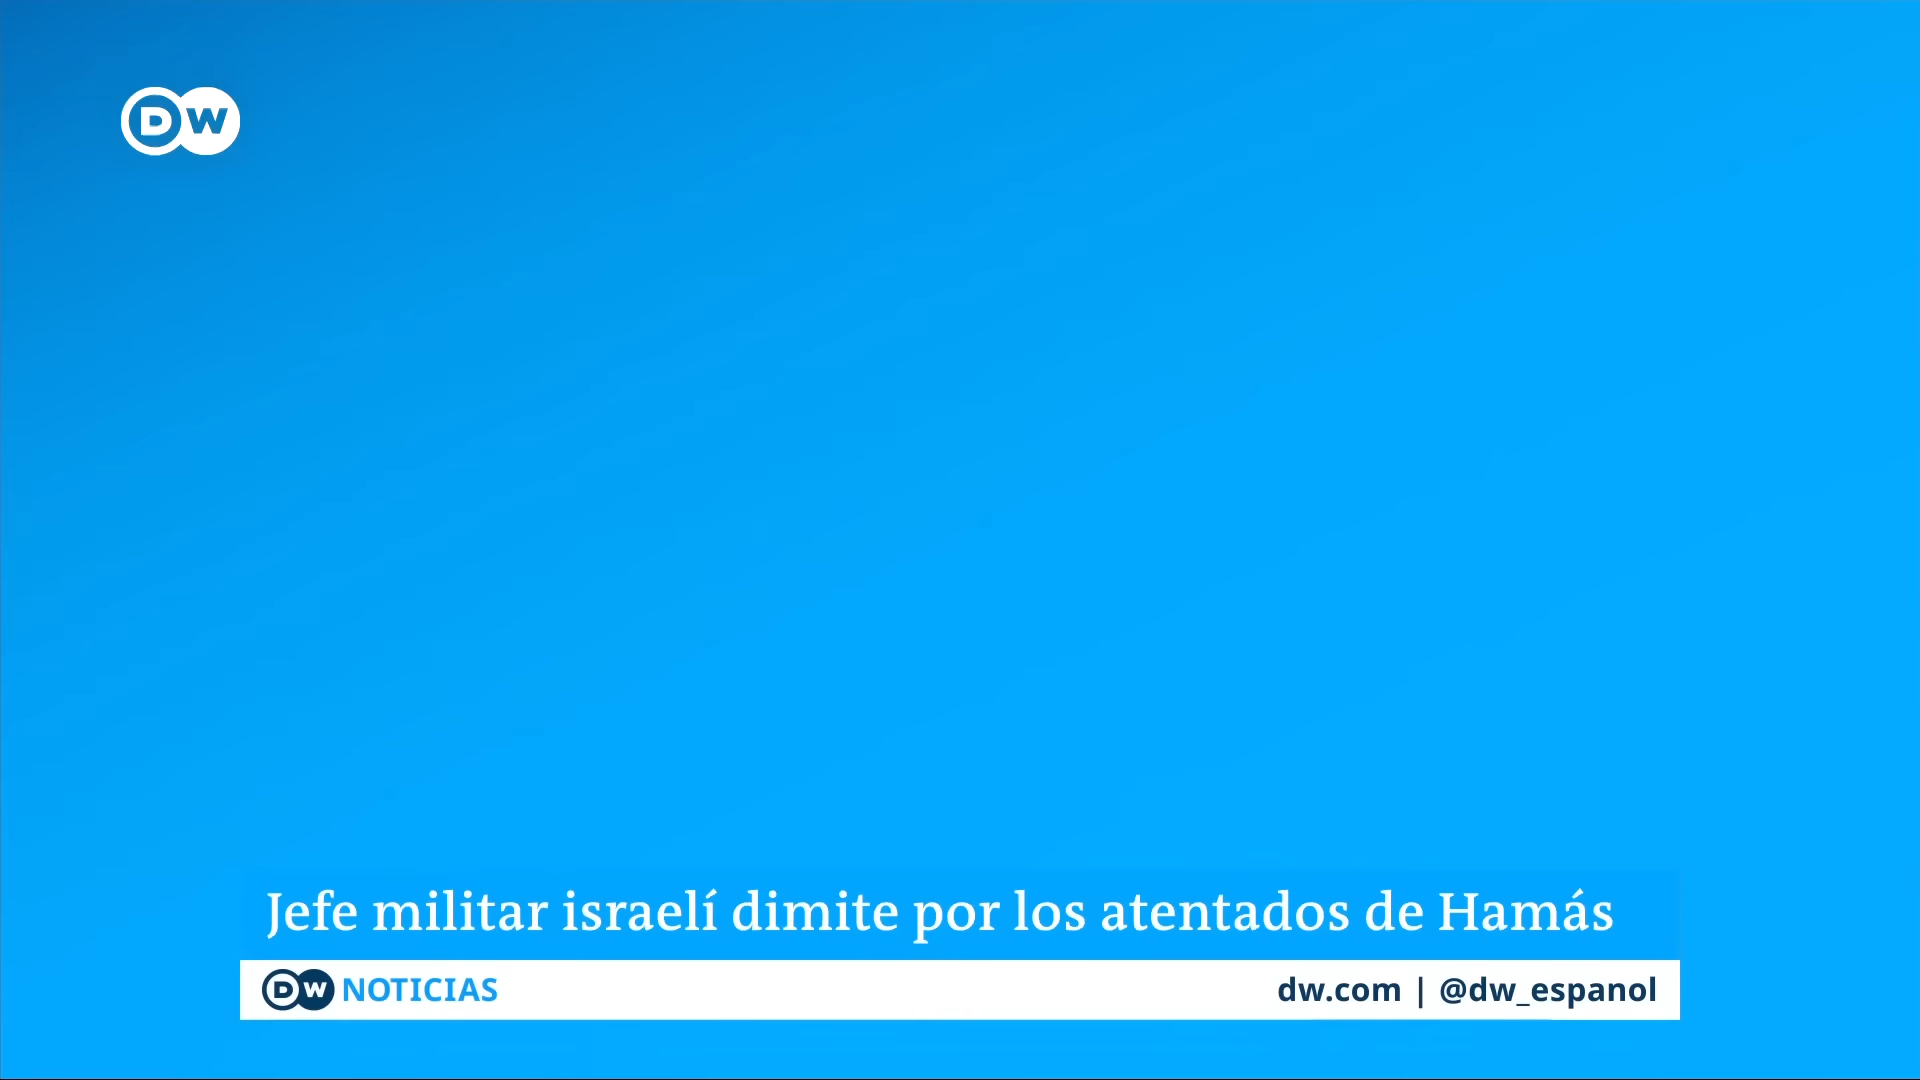 DW
Jefe militar israelí dimite por los atentados de Hamás
DW NOTICIAS
dw.com | @dw_espanol